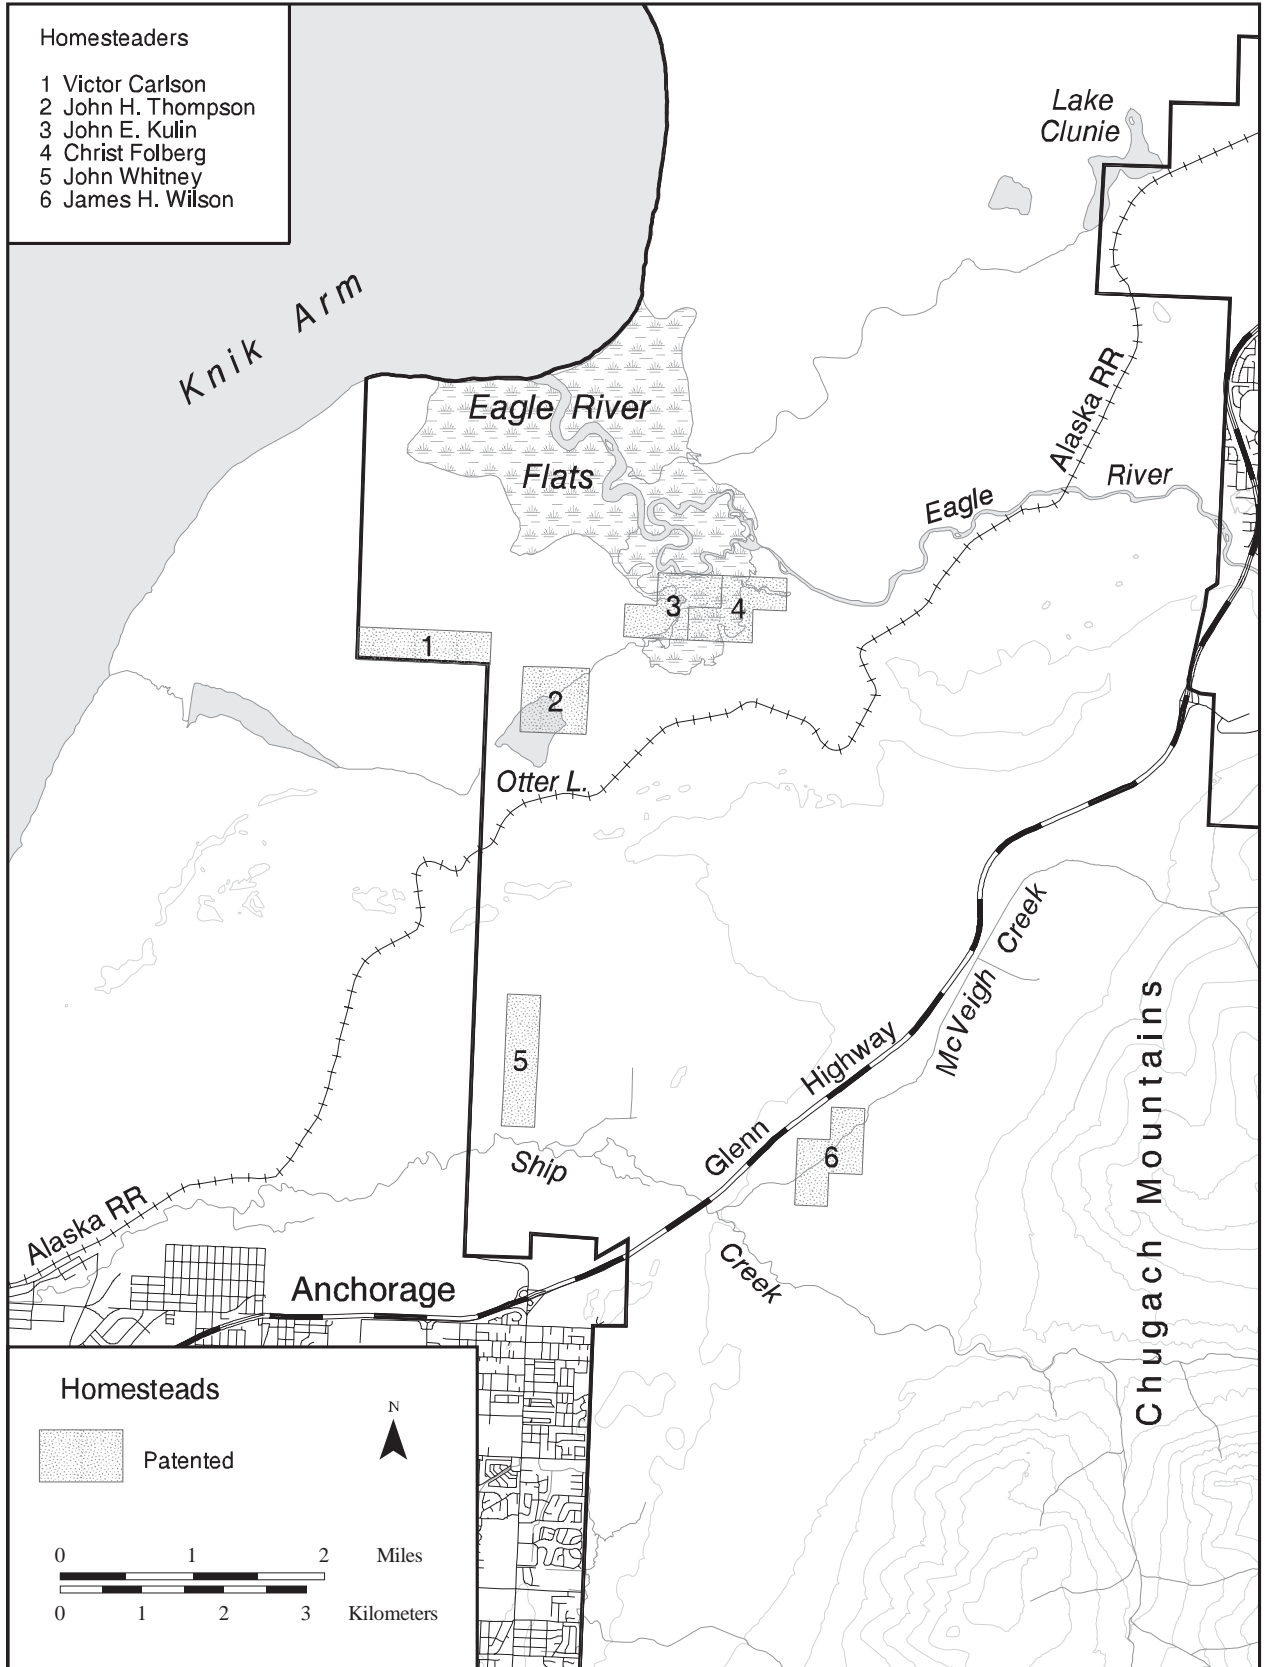 Homesteaders
1 Victor Carlson
2 John H. Thompson
3 John E. Kulin
4 Christ Folberg
5 John Whitney
6 James H. Wilson
Lake
Clunie
Knik Arm
Alaska RR
Eagle River
Flats
Eagle River
3
4
1
2
Otter L.
McVeigh Creek
5
Glenn Highway
6
Ship
Creek
Chugach Mountains
Alaska RR
Anchorage
Homesteads
N
Patented
0 1 2 Miles
0 1 2 3 Kilometers